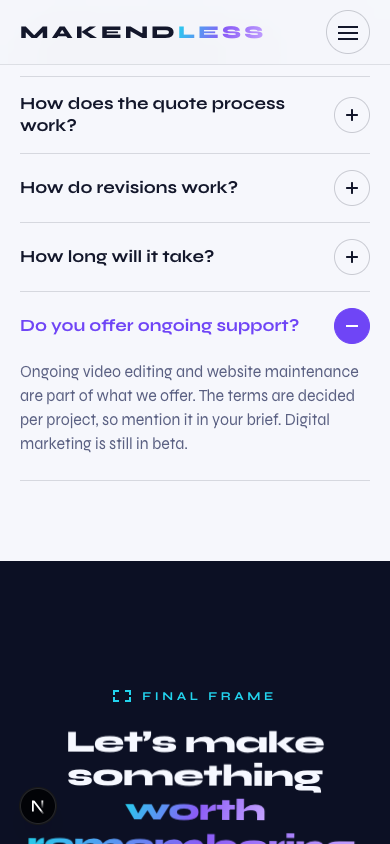 MAKENDLESS
How does the quote process
work?
How do revisions work?
How long will it take?
Do you offer ongoing support?
Ongoing video editing and website maintenance
are part of what we offer. The terms are decided
per project, so mention it in your brief. Digital
marketing is still in beta.
FINAL FRAME
Let's make
something
worth
remembering
N